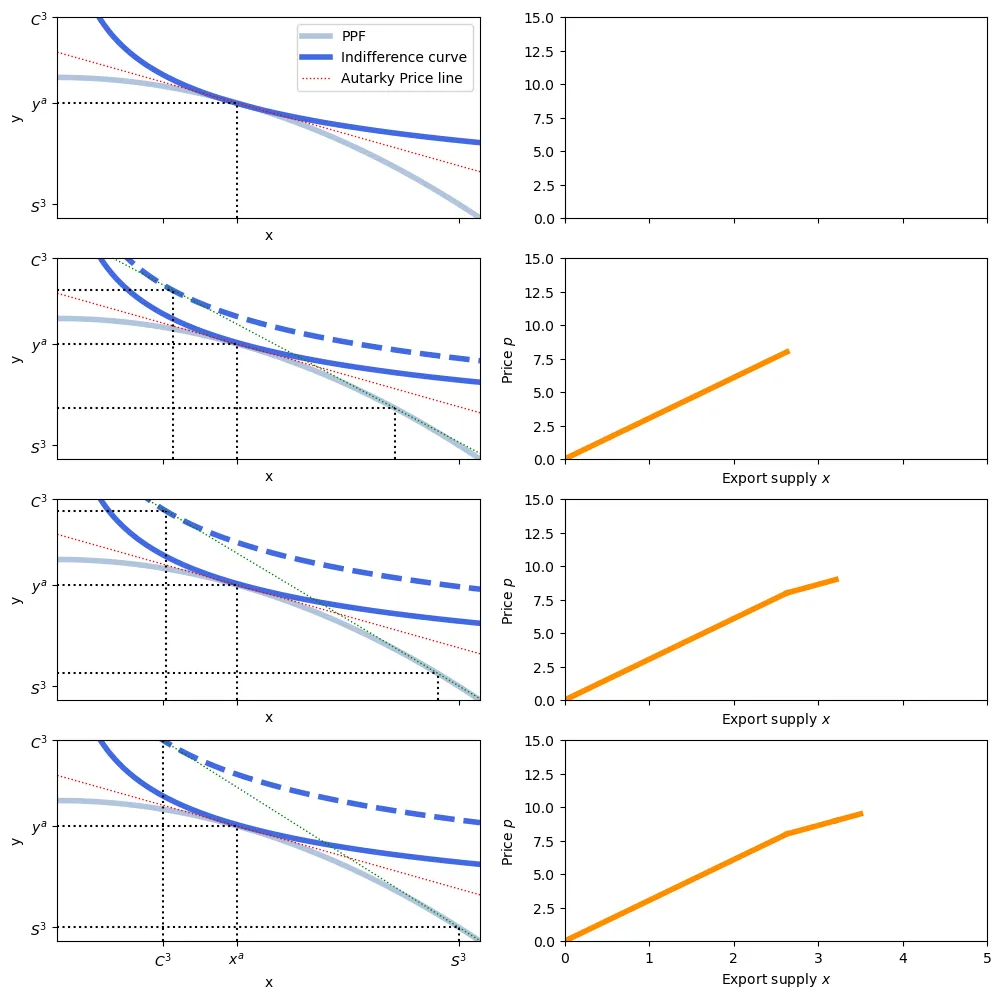 C³
yᵃ
S³
y
x
PPF
Indifference curve
Autarky Price line
15.0
12.5
10.0
7.5
5.0
2.5
0.0
C³
yᵃ
S³
y
x
15.0
12.5
10.0
7.5
5.0
2.5
0.0
Price p
Export supply x
C³
yᵃ
S³
y
x
15.0
12.5
10.0
7.5
5.0
2.5
0.0
Price p
Export supply x
C³
yᵃ
S³
y
C³ xᵃ S³
x
15.0
12.5
10.0
7.5
5.0
2.5
0.0
Price p
0 1 2 3 4 5
Export supply x